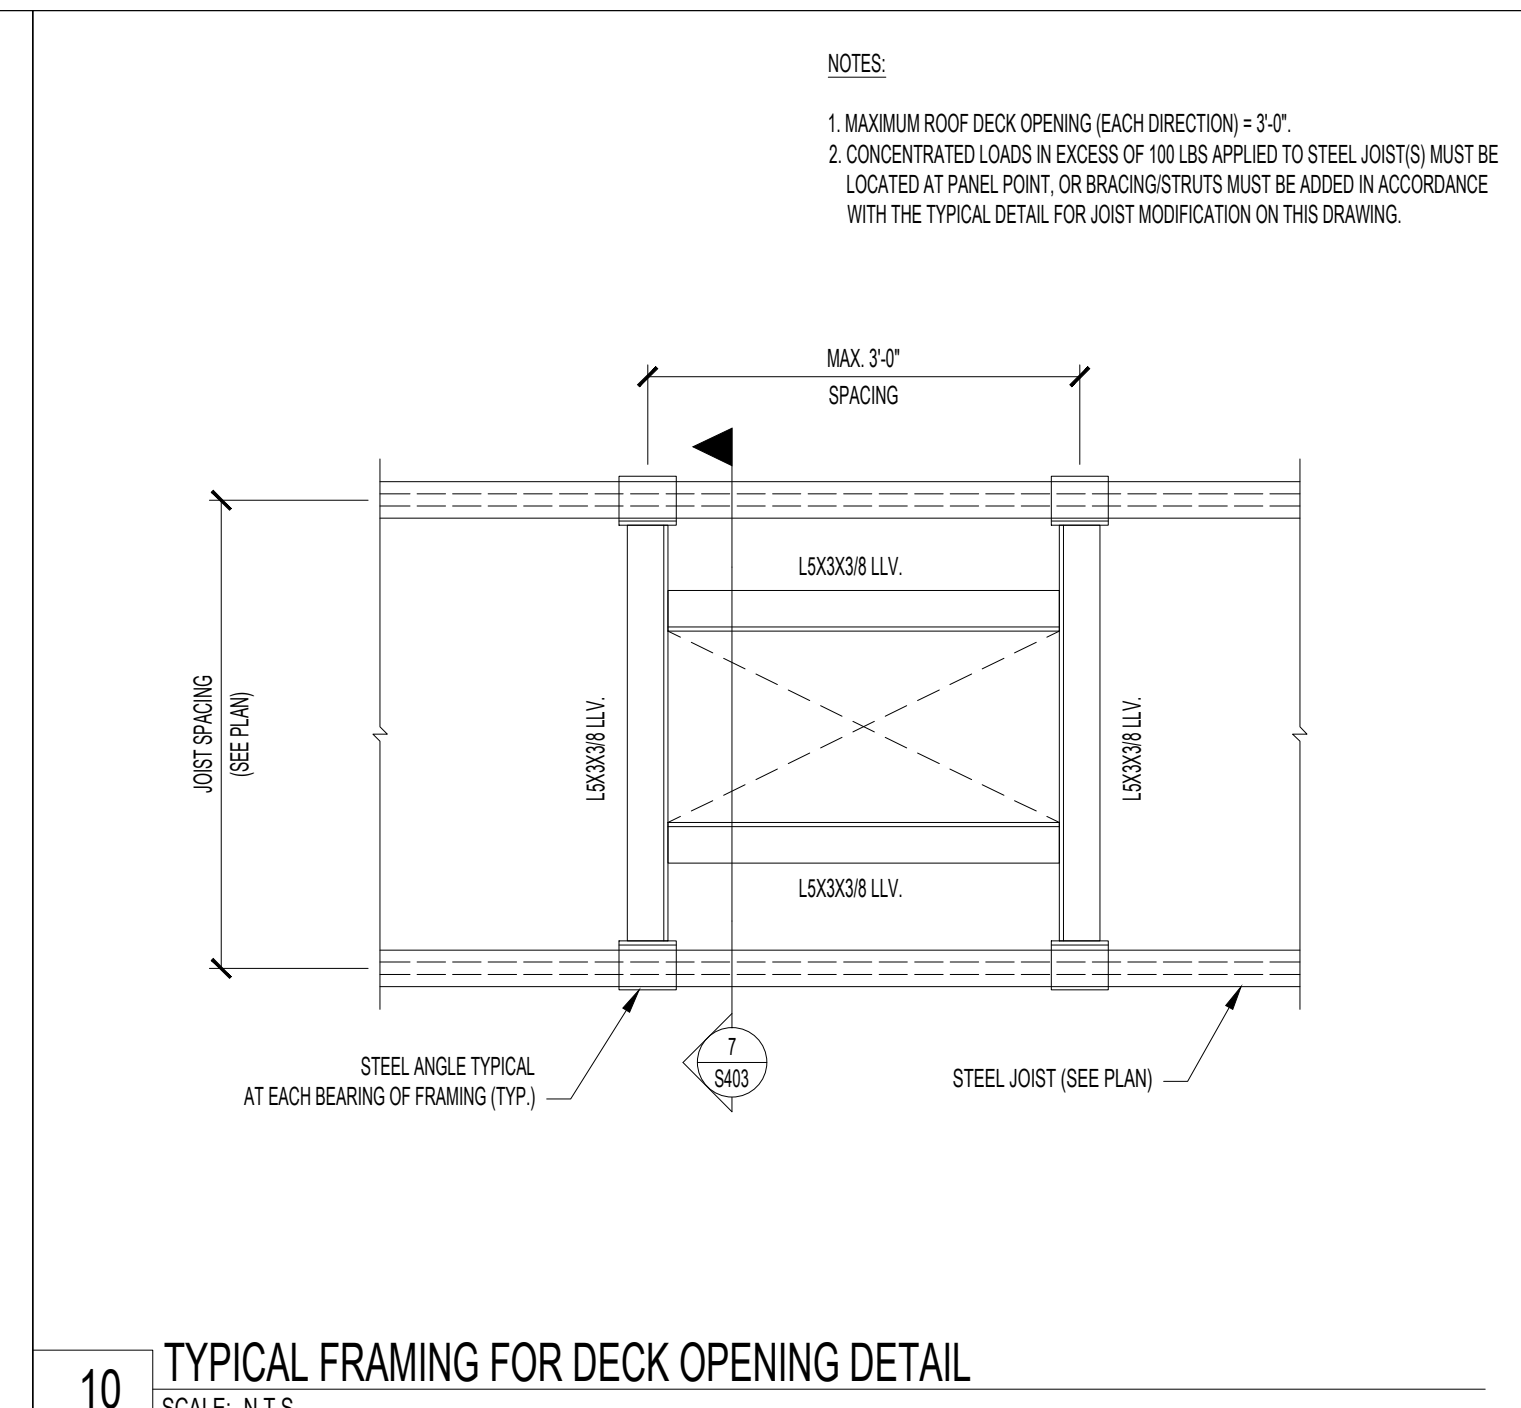 NOTES:
1. MAXIMUM ROOF DECK OPENING (EACH DIRECTION) = 3'-0".
2. CONCENTRATED LOADS IN EXCESS OF 100 LBS APPLIED TO STEEL JOIST(S) MUST BE
LOCATED AT PANEL POINT, OR BRACING/STRUTS MUST BE ADDED IN ACCORDANCE
WITH THE TYPICAL DETAIL FOR JOIST MODIFICATION ON THIS DRAWING.
MAX. 3'-0"
SPACING
L5X3X3/8 LLV.
JOIST SPACING
(SEE PLAN)
L5X3X3/8 LLV.
L5X3X3/8 LLV.
L5X3X3/8 LLV.
STEEL ANGLE TYPICAL
AT EACH BEARING OF FRAMING (TYP.)
7
S403
STEEL JOIST (SEE PLAN)
10
TYPICAL FRAMING FOR DECK OPENING DETAIL
SCALE: N.T.S.